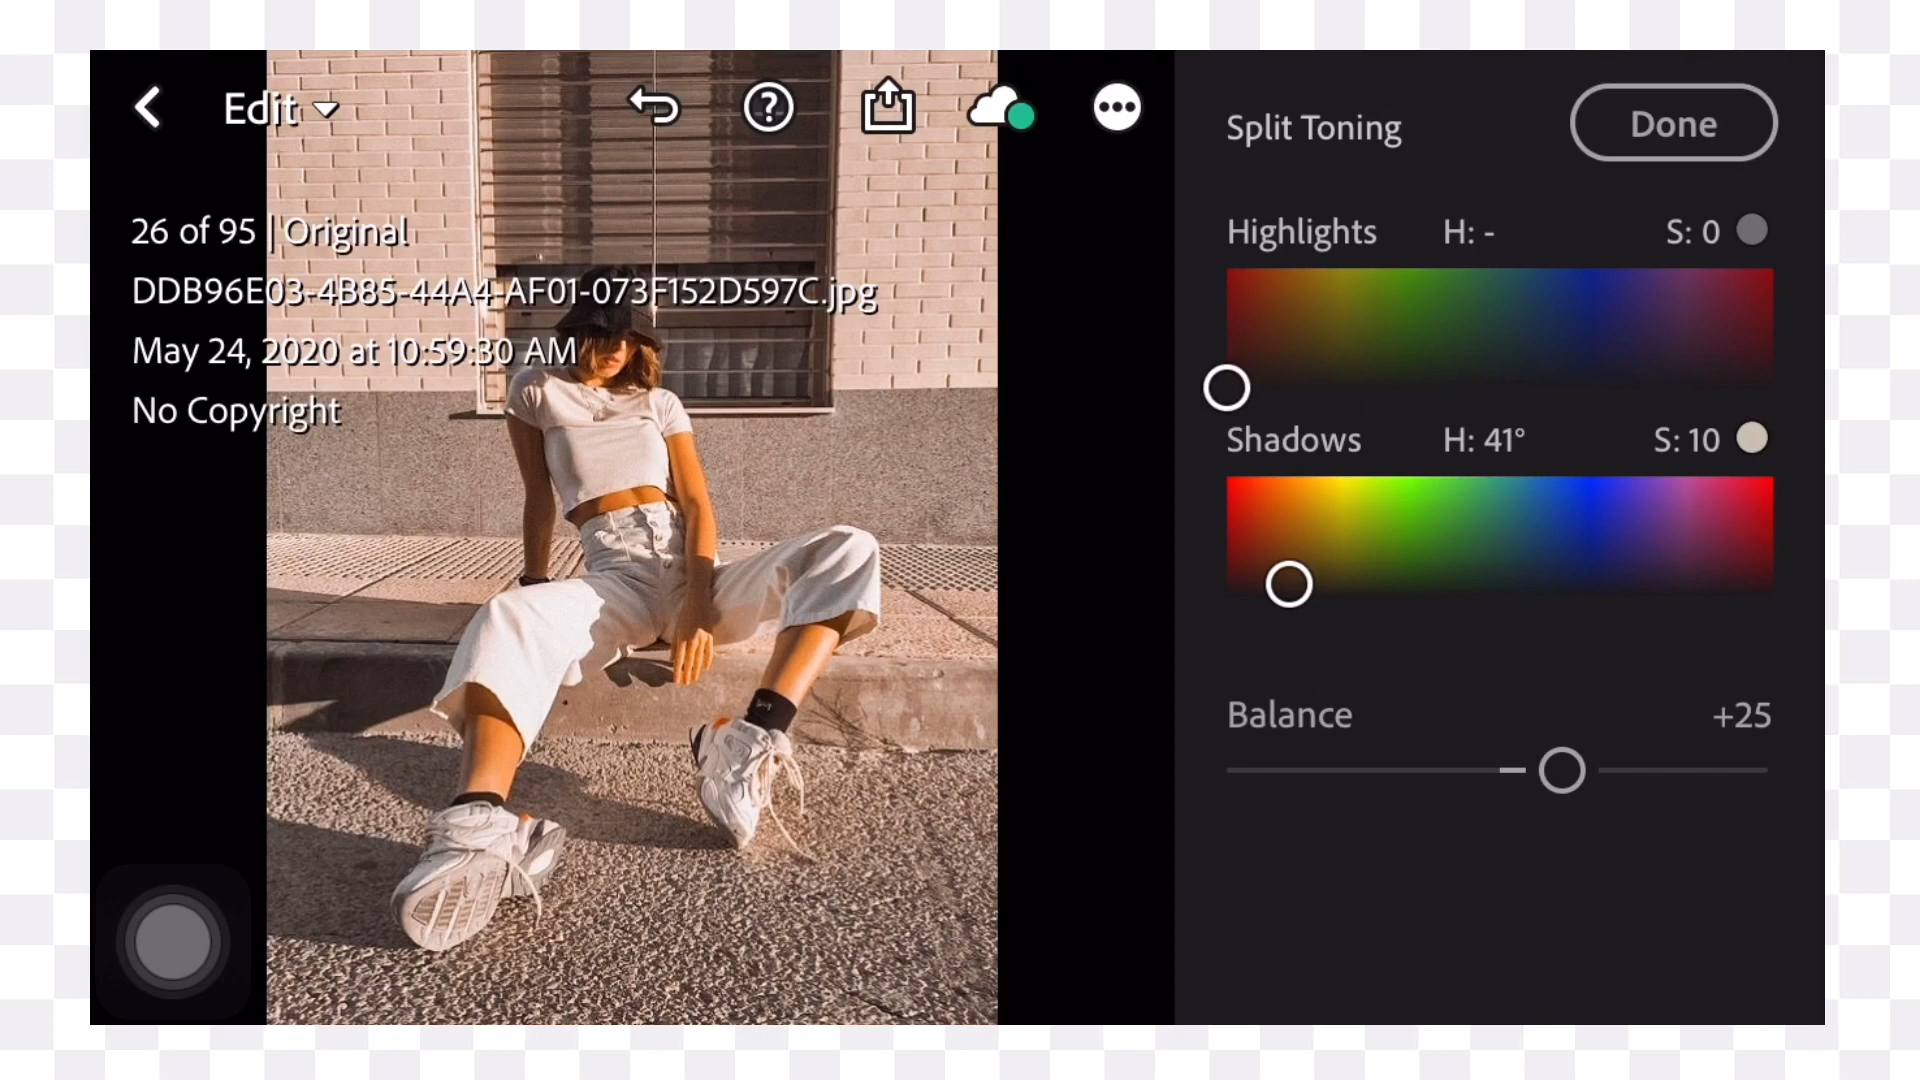 Edit
Split Toning
Done
26 of 95 | Original
DDB96E03-4B85-44A4-AF01-073F152D597C.jpg
May 24, 2020 at 10:59:30 AM
No Copyright
Highlights H: - S: 0
Shadows H: 41° S: 10
Balance +25